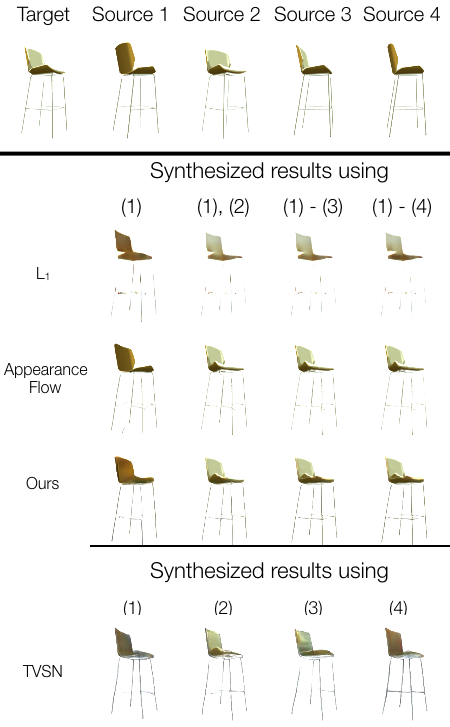 Target Source 1 Source 2 Source 3 Source 4
Synthesized results using
(1) (1), (2) (1) - (3) (1) - (4)
L₁
Appearance
Flow
Ours
Synthesized results using
(1) (2) (3) (4)
TVSN